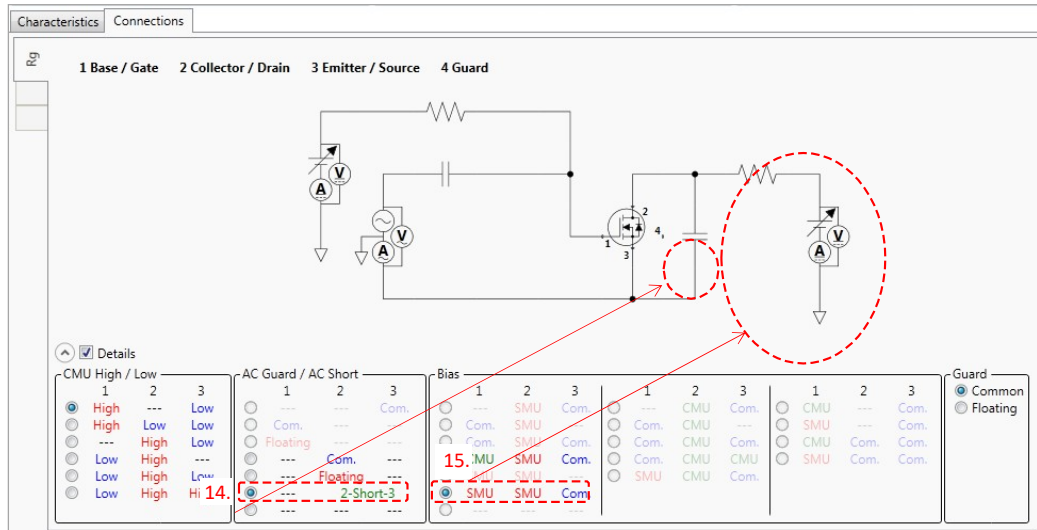 Characteristics Connections
Rg
1 Base / Gate 2 Collector / Drain 3 Emitter / Source 4 Guard
V
A
V
A
1
2
3
4,
V
A
Details
CMU High / Low AC Guard / AC Short Bias Guard
1 2 3 1 2 3 1 2 3 1 2 3 1 2 3 Common
High --- Low --- --- Com. --- SMU Com. --- CMU Com. CMU --- Com. Floating
High Low Low Com. --- --- Com. SMU --- Com. CMU --- SMU --- Com.
--- High Low Floating --- --- Com. SMU Com. Com. CMU Com. CMU Com. Com.
Low High --- --- Com. --- 15. CMU SMU Com. Com. CMU CMU SMU Com. Com.
Low High Low --- Floating --- --- SMU --- SMU CMU Com.
Low High 14. --- 2-Short-3 SMU SMU Com
--- --- --- --- --- ---